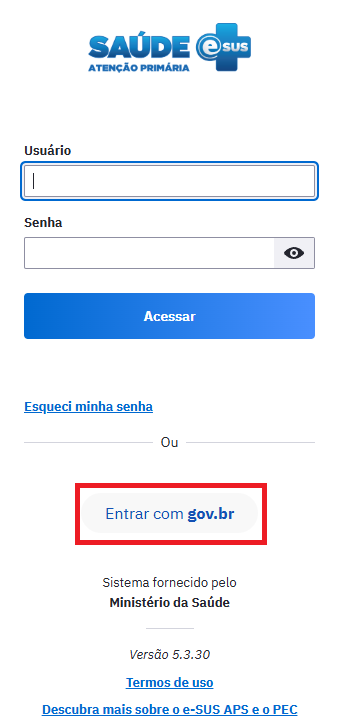 SAÚDE e SUS
ATENÇÃO PRIMÁRIA
Usuário
Senha
Acessar
Esqueci minha senha
Ou
Entrar com gov.br
Sistema fornecido pelo
Ministério da Saúde
Versão 5.3.30
Termos de uso
Descubra mais sobre o e-SUS APS e o PEC